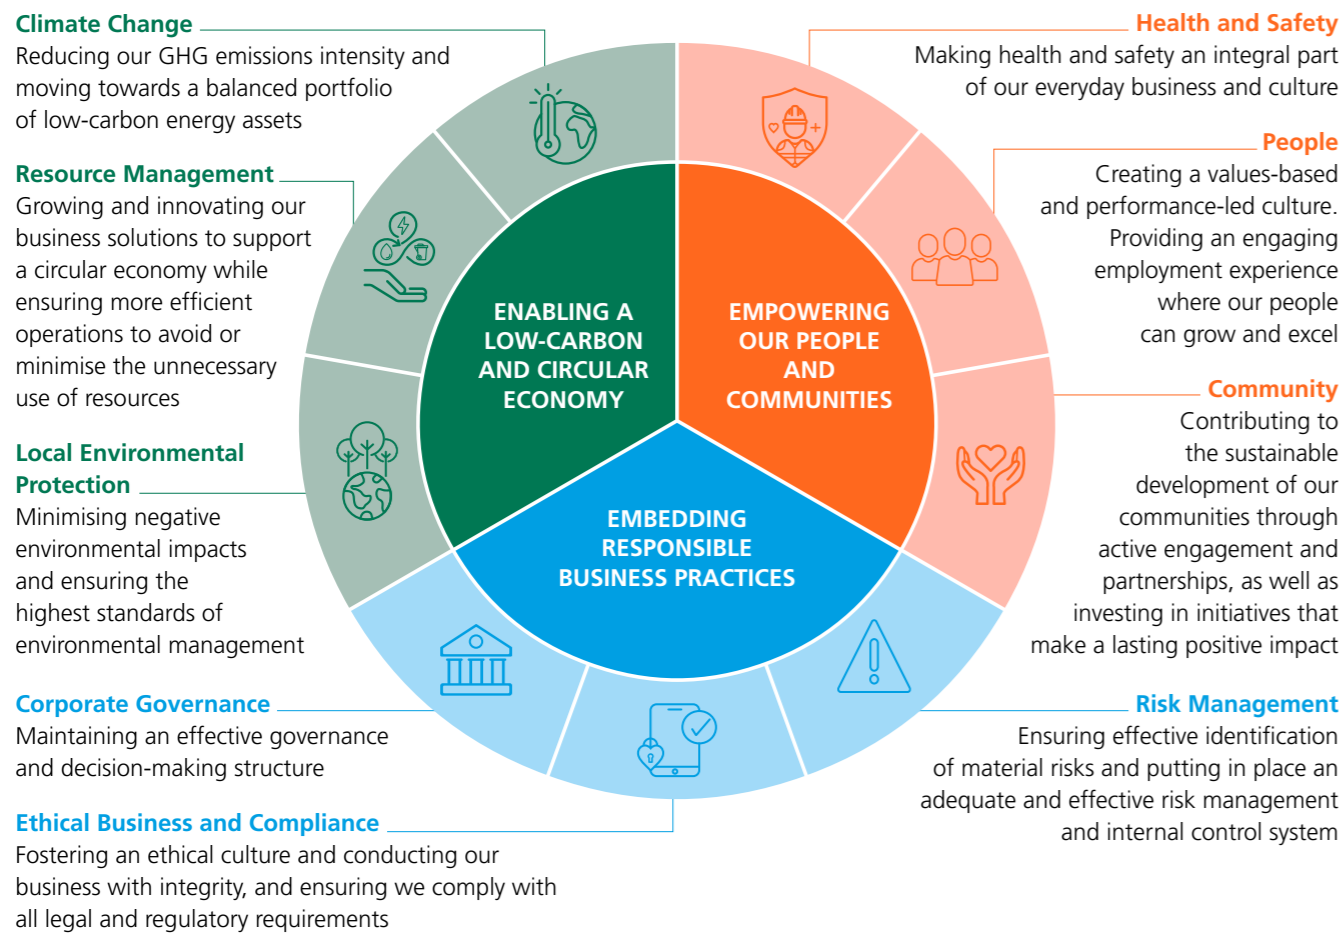 Climate Change
Reducing our GHG emissions intensity and
moving towards a balanced portfolio
of low-carbon energy assets
Resource Management
Growing and innovating our
business solutions to support
a circular economy while
ensuring more efficient
operations to avoid or
minimise the unnecessary
use of resources
Local Environmental
Protection
Minimising negative
environmental impacts
and ensuring the
highest standards of
environmental management
Corporate Governance
Maintaining an effective governance
and decision-making structure
Ethical Business and Compliance
Fostering an ethical culture and conducting our
business with integrity, and ensuring we comply with
all legal and regulatory requirements
ENABLING A
LOW-CARBON
AND CIRCULAR
ECONOMY
EMPOWERING
OUR PEOPLE
AND
COMMUNITIES
EMBEDDING
RESPONSIBLE
BUSINESS PRACTICES
Health and Safety
Making health and safety an integral part
of our everyday business and culture
People
Creating a values-based
and performance-led culture.
Providing an engaging
employment experience
where our people
can grow and excel
Community
Contributing to
the sustainable
development of our
communities through
active engagement and
partnerships, as well as
investing in initiatives that
make a lasting positive impact
Risk Management
Ensuring effective identification
of material risks and putting in place an
adequate and effective risk management
and internal control system